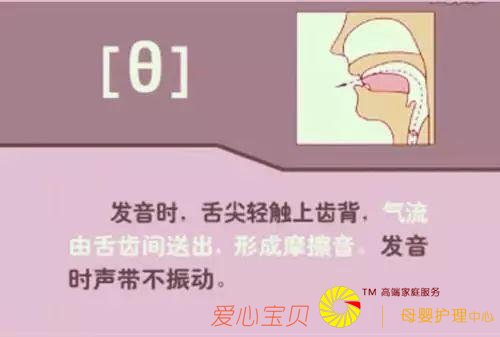 [θ]
发音时，舌尖轻触上齿背，气流
由舌齿间送出，形成摩擦音。发音
时声带不振动。
TM 高端家庭服务
爱心宝贝 母婴护理中心